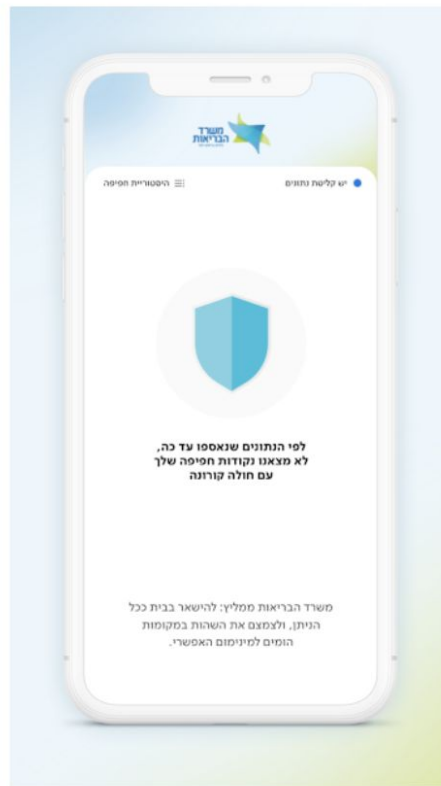 משרד
הבריאות
יש קליטת נתונים
היסטוריית חפיפה
לפי הנתונים שנאספו עד כה,
לא מצאנו נקודות חפיפה שלך
עם חולה קורונה
משרד הבריאות ממליץ: להישאר בבית ככל
הניתן, ולצמצם את השהות במקומות
הומים למינימום האפשרי.